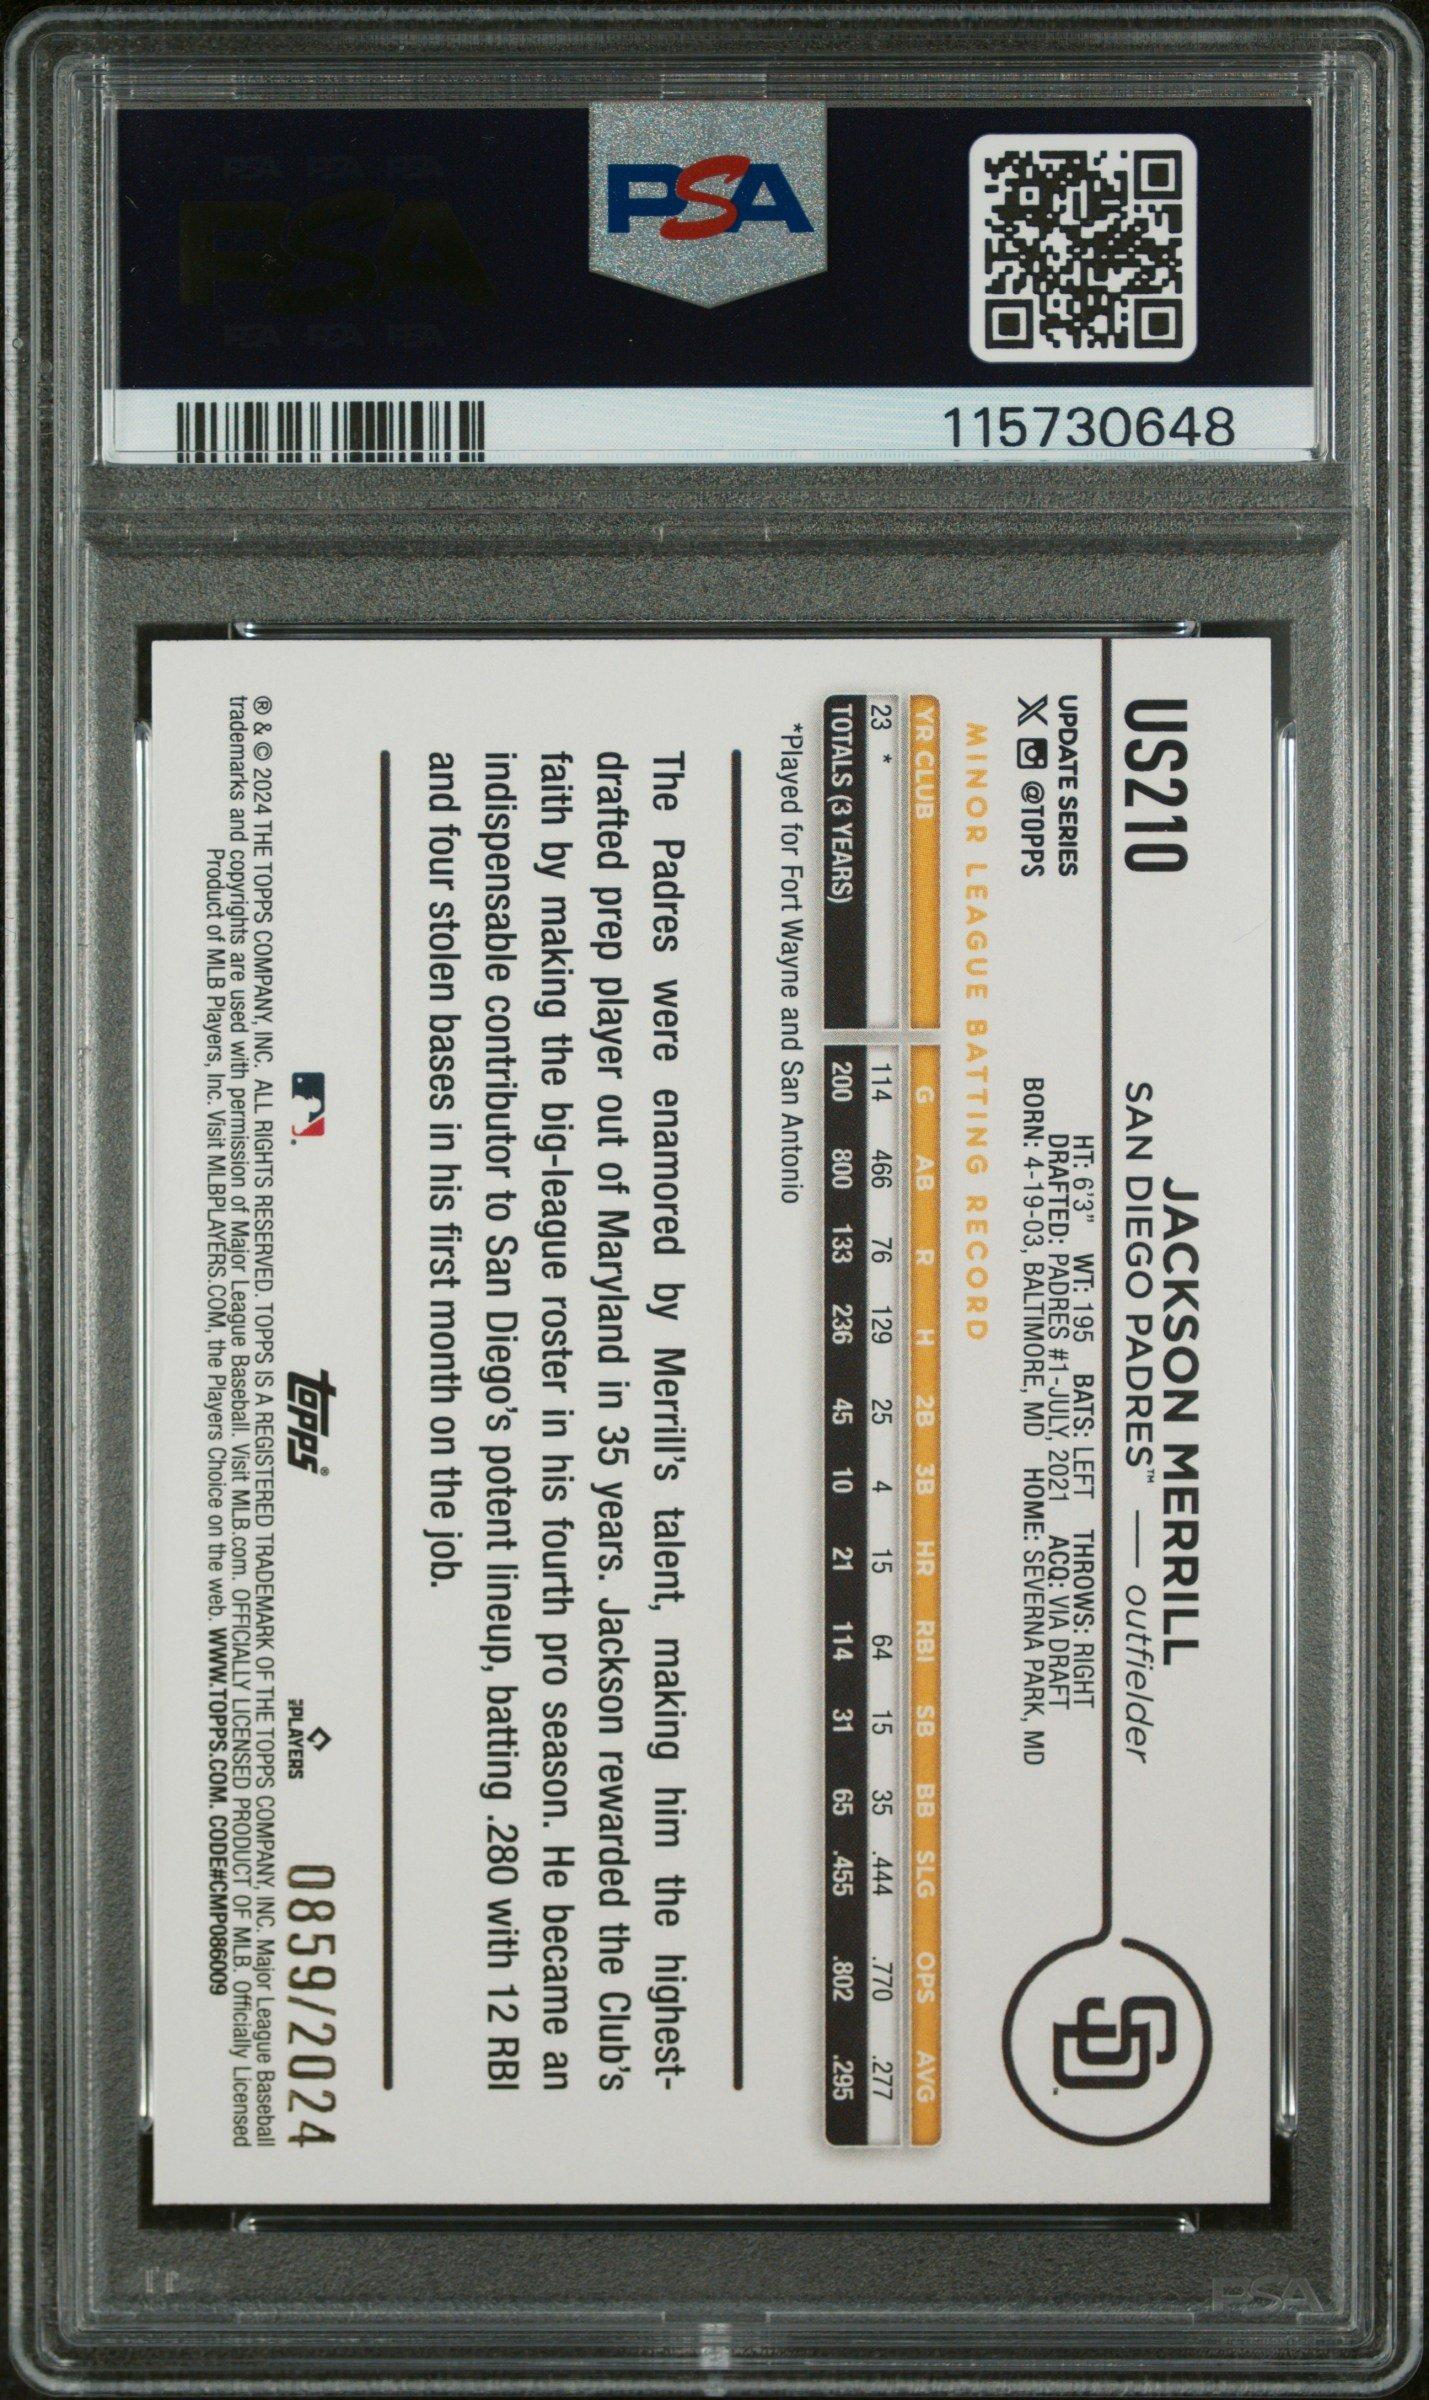 PSA PSA PSA
PSA
PSA PSA PSA
PSA
115730648
US210
JACKSON MERRILL
SAN DIEGO PADRES™ — outfielder
SD™
UPDATE SERIES
X @TOPPS
HT: 6'3" WT: 195 BATS: LEFT THROWS: RIGHT
DRAFTED: PADRES #1-JULY, 2021 ACQ: VIA DRAFT
BORN: 4-19-03, BALTIMORE, MD HOME: SEVERNA PARK, MD
MINOR LEAGUE BATTING RECORD
YR CLUB G AB R H 2B 3B HR RBI SB BB SLG OPS AVG
23 * 114 466 76 129 25 4 15 64 15 35 .444 .770 .277
TOTALS (3 YEARS) 200 800 133 236 45 10 21 114 31 65 .455 .802 .295
*Played for Fort Wayne and San Antonio
The Padres were enamored by Merrill's talent, making him the highest-
drafted prep player out of Maryland in 35 years. Jackson rewarded the Club's
faith by making the big-league roster in his fourth pro season. He became an
indispensable contributor to San Diego's potent lineup, batting .280 with 12 RBI
and four stolen bases in his first month on the job.
topps®
PLAYERS
0859/2024
® & © 2024 THE TOPPS COMPANY, INC. ALL RIGHTS RESERVED. TOPPS IS A REGISTERED TRADEMARK OF THE TOPPS COMPANY, INC. Major League Baseball
trademarks and copyrights are used with permission of Major League Baseball. Visit MLB.com. OFFICIALLY LICENSED PRODUCT OF MLB. Officially Licensed
Product of MLB Players, Inc. Visit MLBPLAYERS.COM, the Players Choice on the web. WWW.TOPPS.COM. CODE#CMP086009
PSA